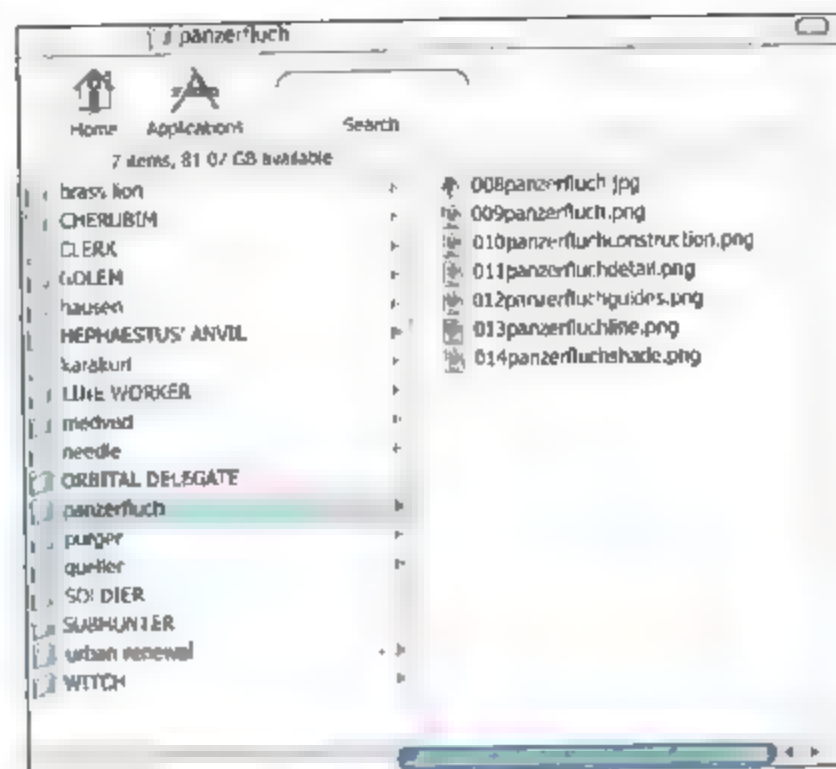 panzerfluch
Home Applications Search
7 items, 81.07 GB available
brass lion
CHERUBIM
CLERK
GOLEM
hausen
HEPHAESTUS' ANVIL
karakuri
LINE WORKER
medved
needle
ORBITAL DELEGATE
panzerfluch
purger
queller
SOLDIER
SUBHUNTER
urban renewal
WITCH
008panzerfluch.jpg
009panzerfluch.png
010panzerfluchconstruction.png
011panzerfluchdetail.png
012panzerfluchguides.png
013panzerfluchline.png
014panzerfluchshade.png